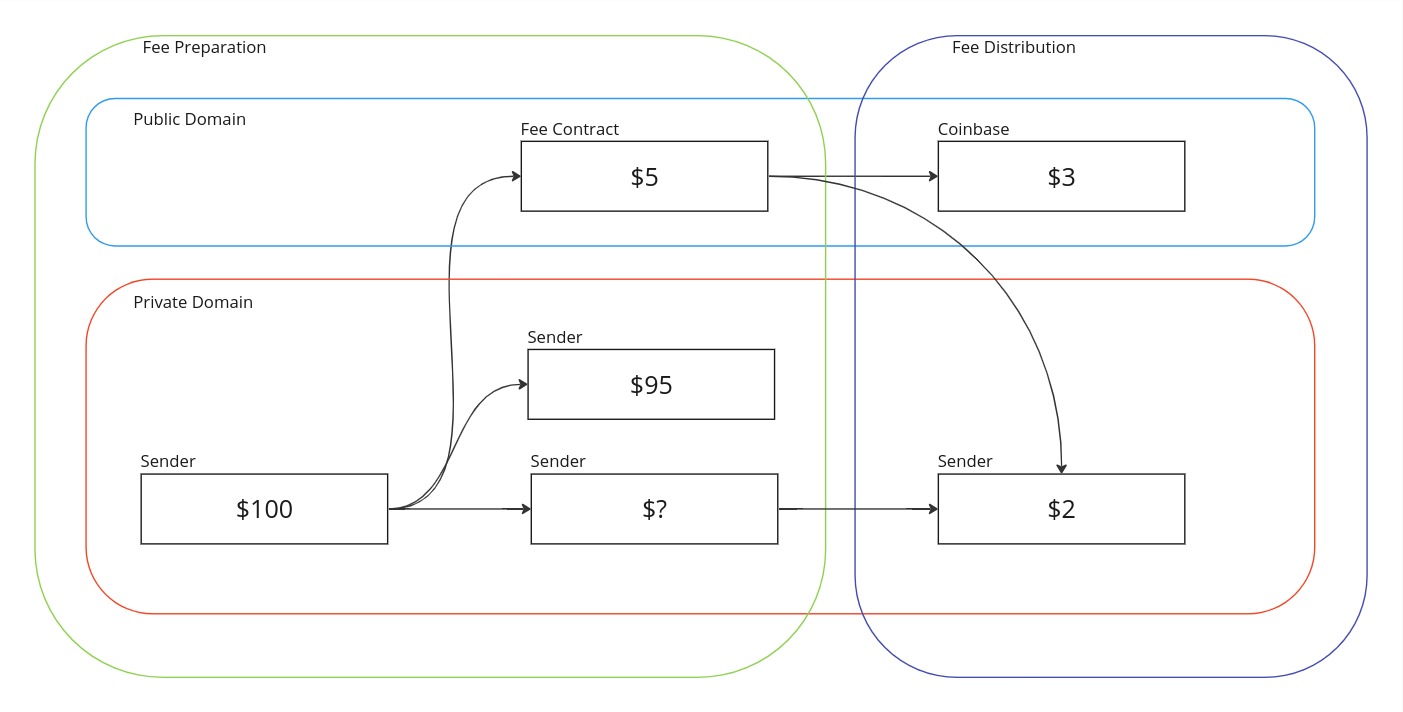 Fee Preparation
Fee Distribution
Public Domain
Fee Contract
$5
Coinbase
$3
Private Domain
Sender
$95
Sender
$100
Sender
$?
Sender
$2